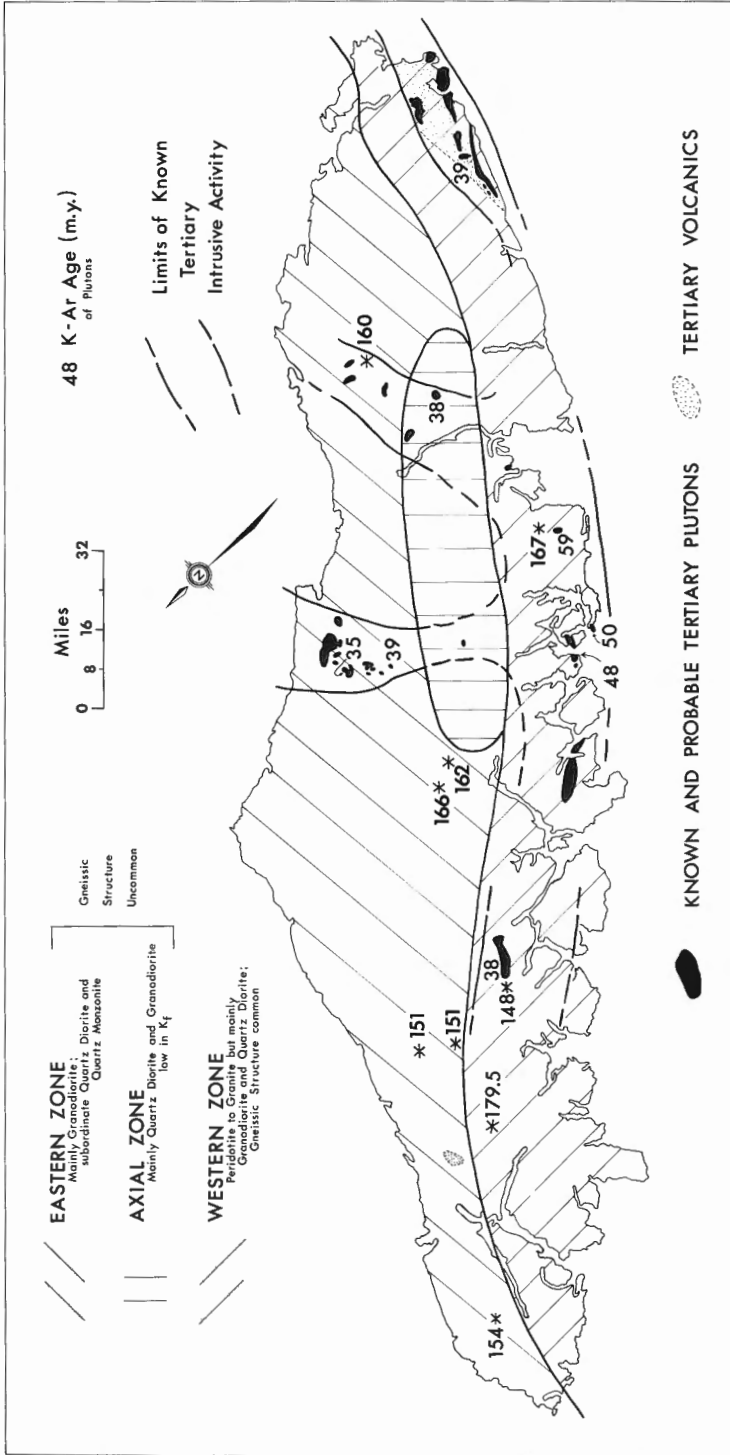 EASTERN ZONE
Mainly Granodiorite;
subordinate Quartz Diorite and
Quartz Monzonite
AXIAL ZONE
Mainly Quartz Diorite and Granodiorite
low in Kf
WESTERN ZONE
Peridotite to Granite but mainly
Granodiorite and Quartz Diorite;
Gneissic Structure common
Gneissic
Structure
Uncommon
Miles
0 8 16 32
N
48 K-Ar Age (m.y.)
of Plutons
Limits of Known
Tertiary
Intrusive Activity
154*
*179.5
*151
*151
148*
38
166*
*
162
35
39
38
*160
167*
59
48
50
39
KNOWN AND PROBABLE TERTIARY PLUTONS
TERTIARY VOLCANICS